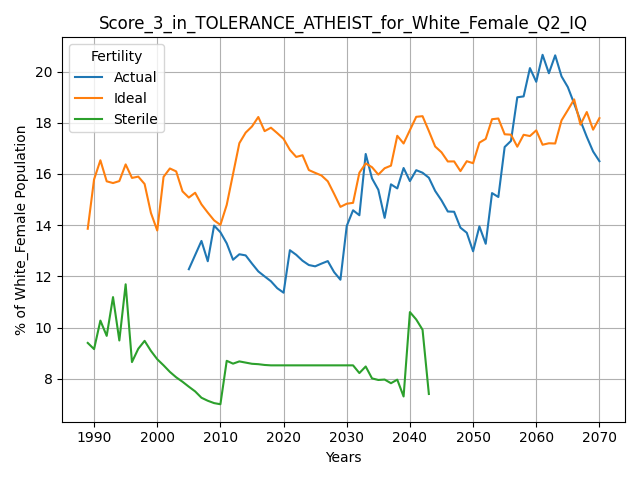 Score_3_in_TOLERANCE_ATHEIST_for_White_Female_Q2_IQ
Fertility
Actual
Ideal
Sterile
% of White_Female Population
20
18
16
14
12
10
8
1990 2000 2010 2020 2030 2040 2050 2060 2070
Years